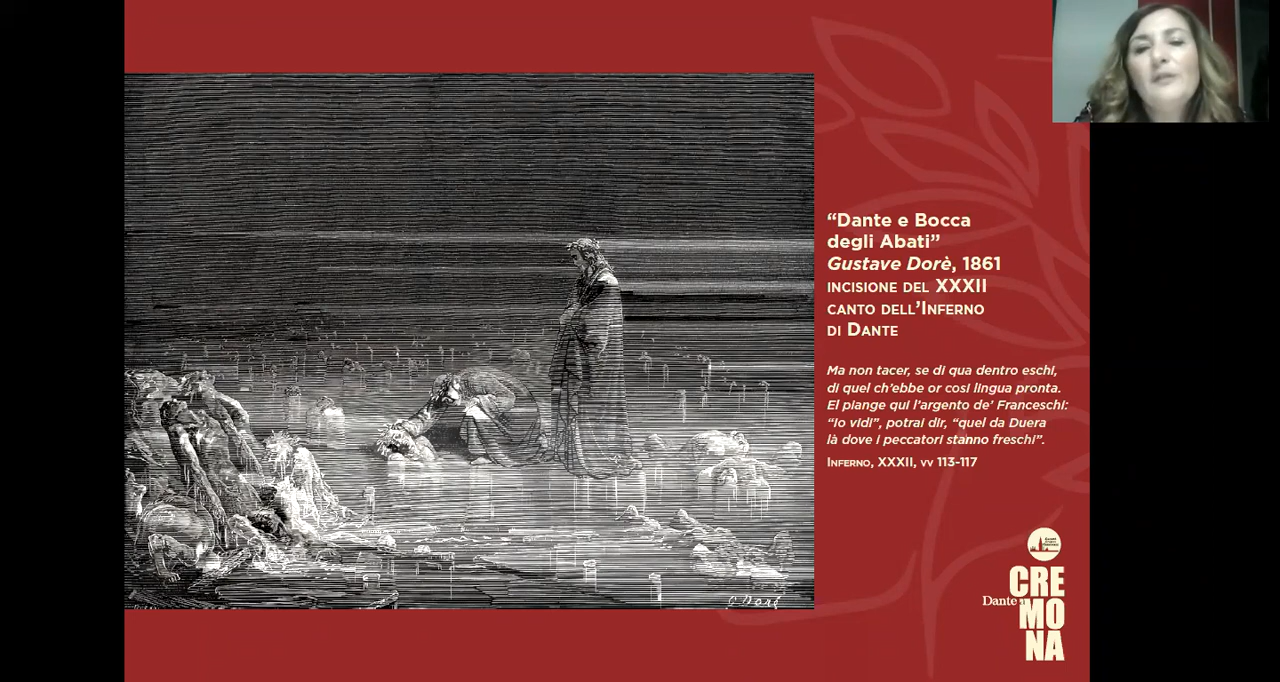 “Dante e Bocca
degli Abati”
Gustave Dorè, 1861
INCISIONE DEL XXXII
CANTO DELL’INFERNO
DI DANTE
Ma non tacer, se di qua dentro eschi,
di quel ch’ebbe or così lingua pronta.
El piange qui l’argento de’ Franceschi:
“Io vidi”, potrai dir, “quel da Duera
là dove i peccatori stanno freschi”.
INFERNO, XXXII, VV 113-117
Dante
CRE
MO
NA
G Doré